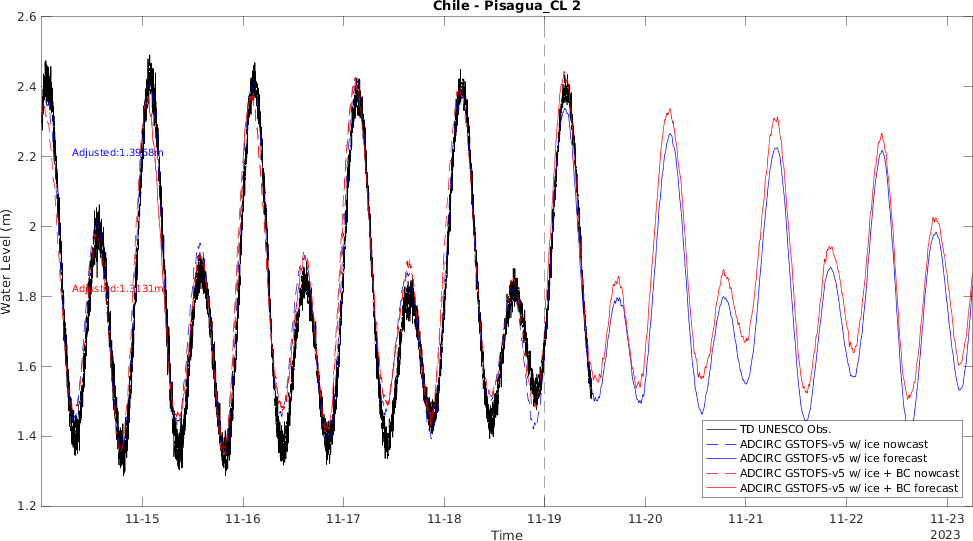 Chile - Pisagua_CL 2
2.6
2.4
2.2
2
1.8
1.6
1.4
1.2
Water Level (m)
Adjusted:1.3968m
Adjusted:1.3131m
TD UNESCO Obs.
ADCIRC GSTOFS-v5 w/ ice nowcast
ADCIRC GSTOFS-v5 w/ ice forecast
ADCIRC GSTOFS-v5 w/ ice + BC nowcast
ADCIRC GSTOFS-v5 w/ ice + BC forecast
11-15 11-16 11-17 11-18 11-19 11-20 11-21 11-22 11-23
2023
Time